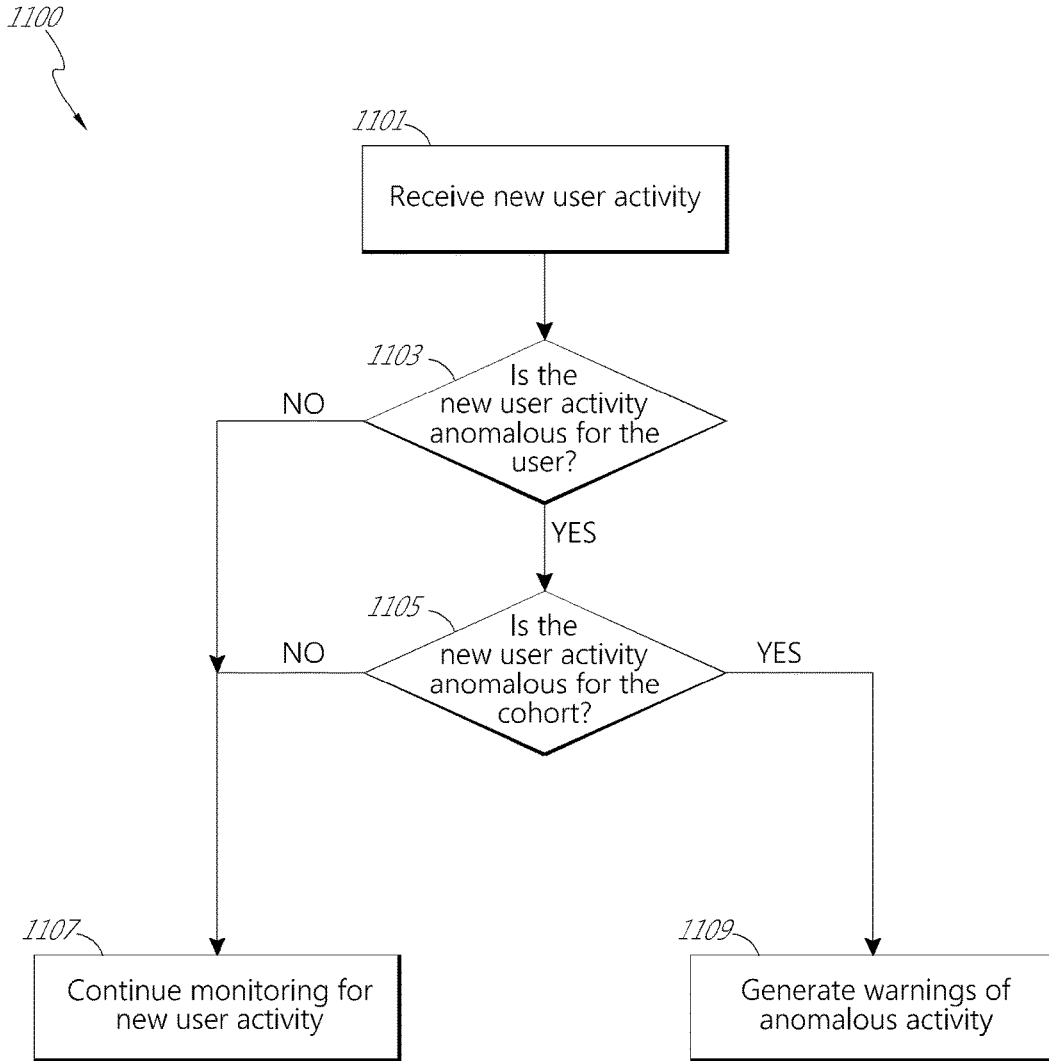 1100
1101
Receive new user activity
1103
Is the
new user activity
anomalous for the
user?
NO
YES
1105
Is the
new user activity
anomalous for the
cohort?
NO
YES
1107
Continue monitoring for
new user activity
1109
Generate warnings of
anomalous activity